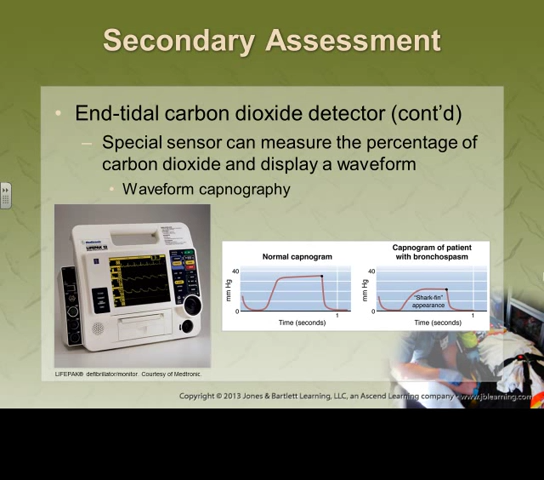 Secondary Assessment
• End-tidal carbon dioxide detector (cont'd)
– Special sensor can measure the percentage of
carbon dioxide and display a waveform
• Waveform capnography
Medtronic
LIFEPAK 12
Normal capnogram
40
mm Hg
0
1
Time (seconds)
Capnogram of patient
with bronchospasm
40
mm Hg
"Shark-fin"
appearance
0
1
Time (seconds)
LIFEPAK® defibrillator/monitor. Courtesy of Medtronic.
Copyright © 2013 Jones & Bartlett Learning, LLC, an Ascend Learning company • www.jblearning.com